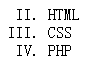 II. HTML
III. CSS
IV. PHP